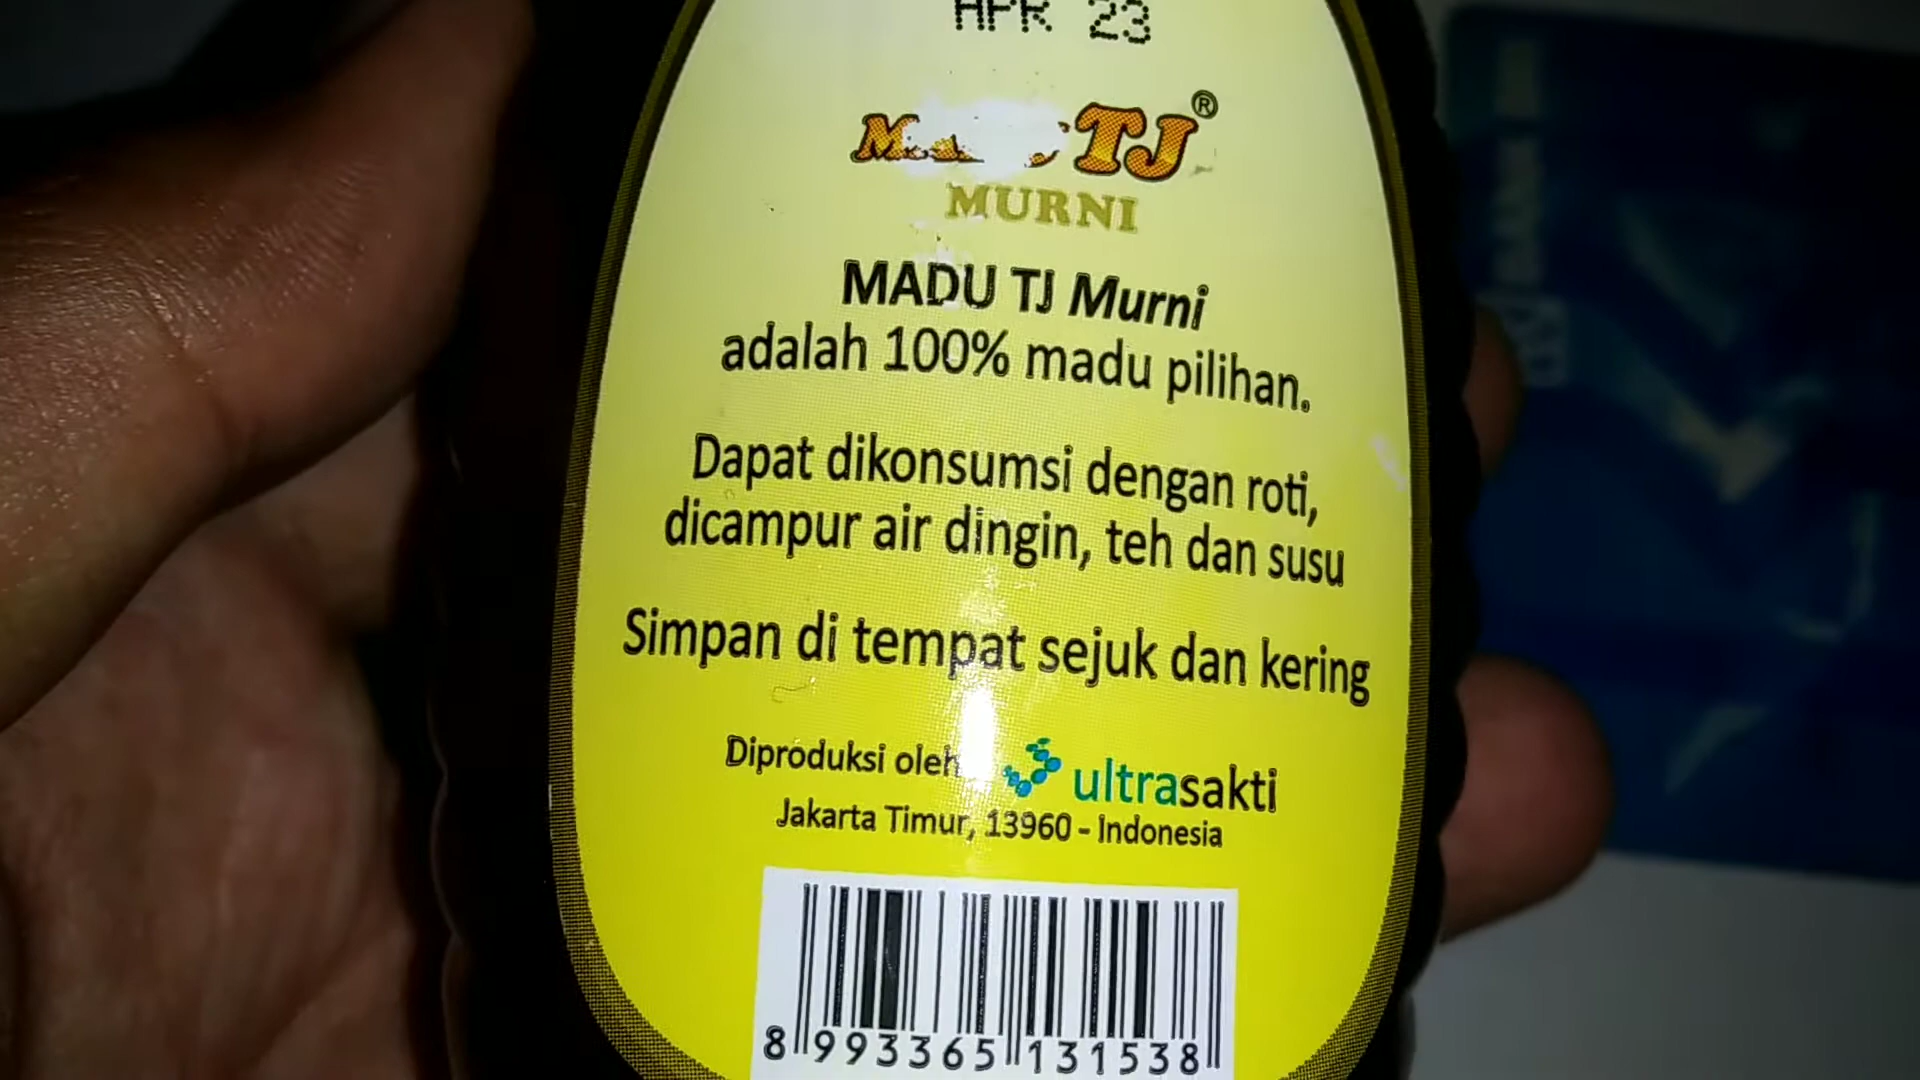 APR 23
TJ®
MURNI
MADU TJ Murni
adalah 100% madu pilihan.
Dapat dikonsumsi dengan roti,
dicampur air dingin, teh dan susu
Simpan di tempat sejuk dan kering
Diproduksi oleh ultrasakti
Jakarta Timur, 13960 - Indonesia
8 993365 131538